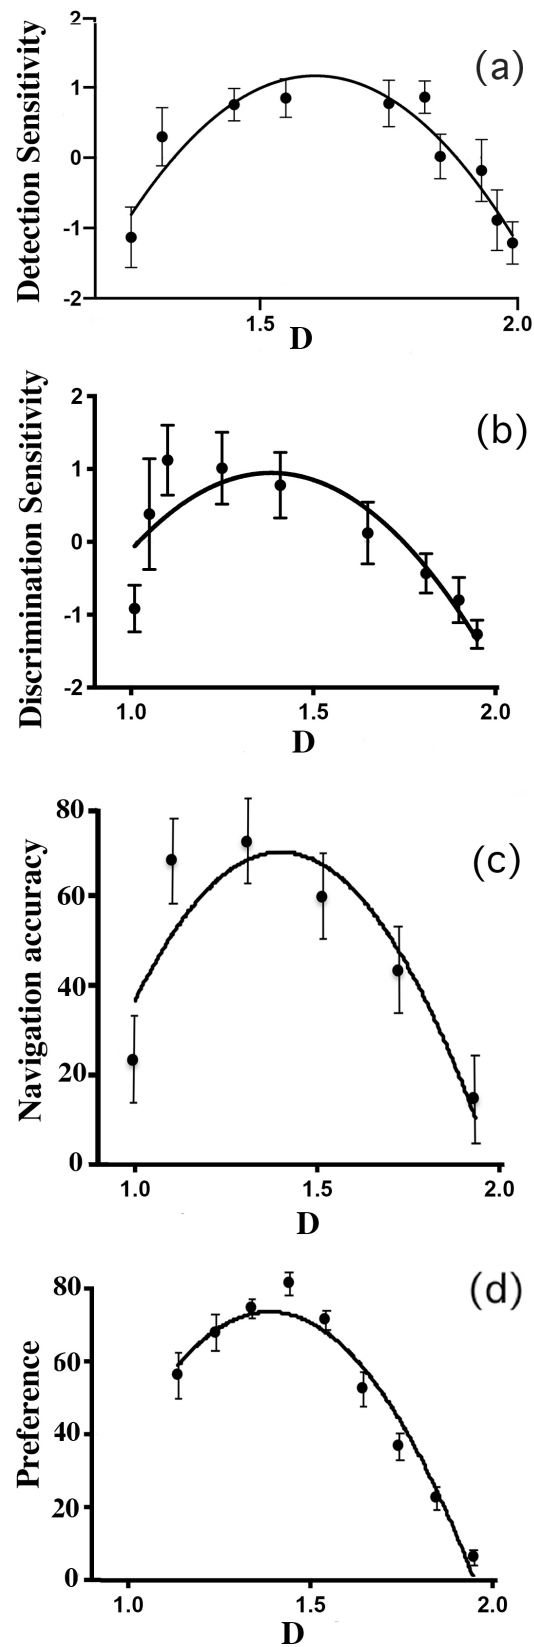 2
1
0
-1
-2
Detection Sensitivity
(a)
1.5
2.0
D
2
1
0
-1
-2
Discrimination Sensitivity
(b)
1.0
1.5
2.0
D
80
60
40
20
0
Navigation accuracy
(c)
1.0
1.5
2.0
D
80
60
40
20
0
Preference
(d)
1.0
1.5
2.0
D